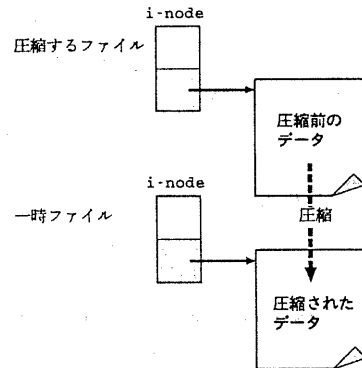 i-node
圧縮するファイル
圧縮前の
データ
i-node
一時ファイル
圧縮
圧縮された
データ